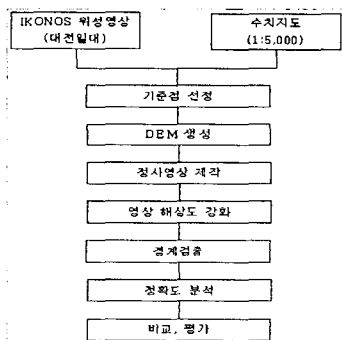 IKONOS 위성영상
(대전일대)
수치지도
(1:5,000)
기준점 선정
DEM 생성
정사영상 제작
영상 해상도 강화
경계검출
정확도 분석
비교, 평가